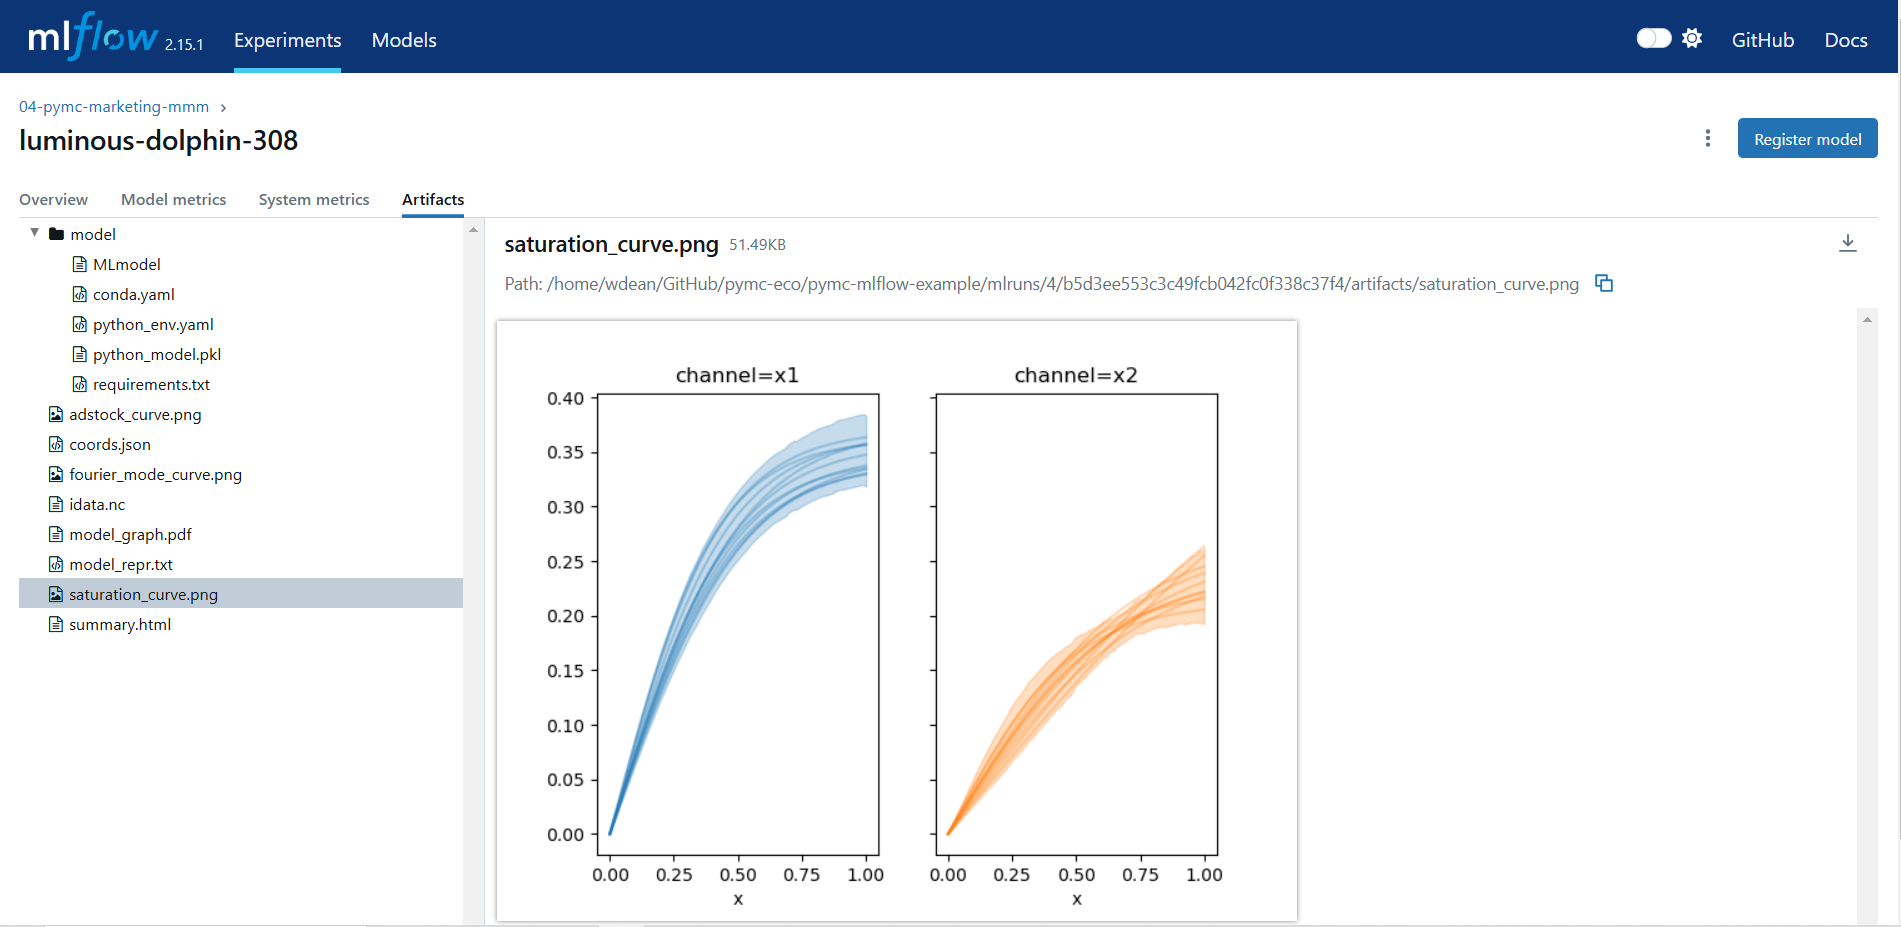 mlflow 2.15.1 Experiments Models GitHub Docs
04-pymc-marketing-mmm
luminous-dolphin-308
Register model
Overview Model metrics System metrics Artifacts
model
MLmodel
conda.yaml
python_env.yaml
python_model.pkl
requirements.txt
adstock_curve.png
coords.json
fourier_mode_curve.png
idata.nc
model_graph.pdf
model_repr.txt
saturation_curve.png
summary.html
saturation_curve.png 51.49KB
Path: /home/wdean/GitHub/pymc-eco/pymc-mlflow-example/mlruns/4/b5d3ee553c3c49fcb042fc0f338c37f4/artifacts/saturation_curve.png
channel=x1 channel=x2
0.40
0.35
0.30
0.25
0.20
0.15
0.10
0.05
0.00
0.00 0.25 0.50 0.75 1.00 0.00 0.25 0.50 0.75 1.00
x x